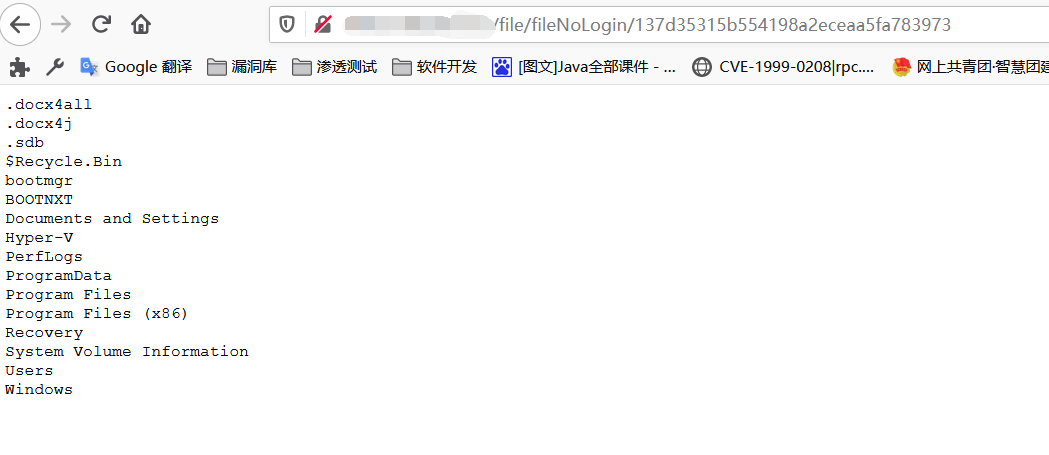 /file/fileNoLogin/137d35315b554198a2eceaa5fa783973
Google 翻译 漏洞库 渗透测试 软件开发 [图文]Java全部课件 - ... CVE-1999-0208|rpc.... 网上共青团·智慧团建
.docx4all
.docx4j
.sdb
$Recycle.Bin
bootmgr
BOOTNXT
Documents and Settings
Hyper-V
PerfLogs
ProgramData
Program Files
Program Files (x86)
Recovery
System Volume Information
Users
Windows